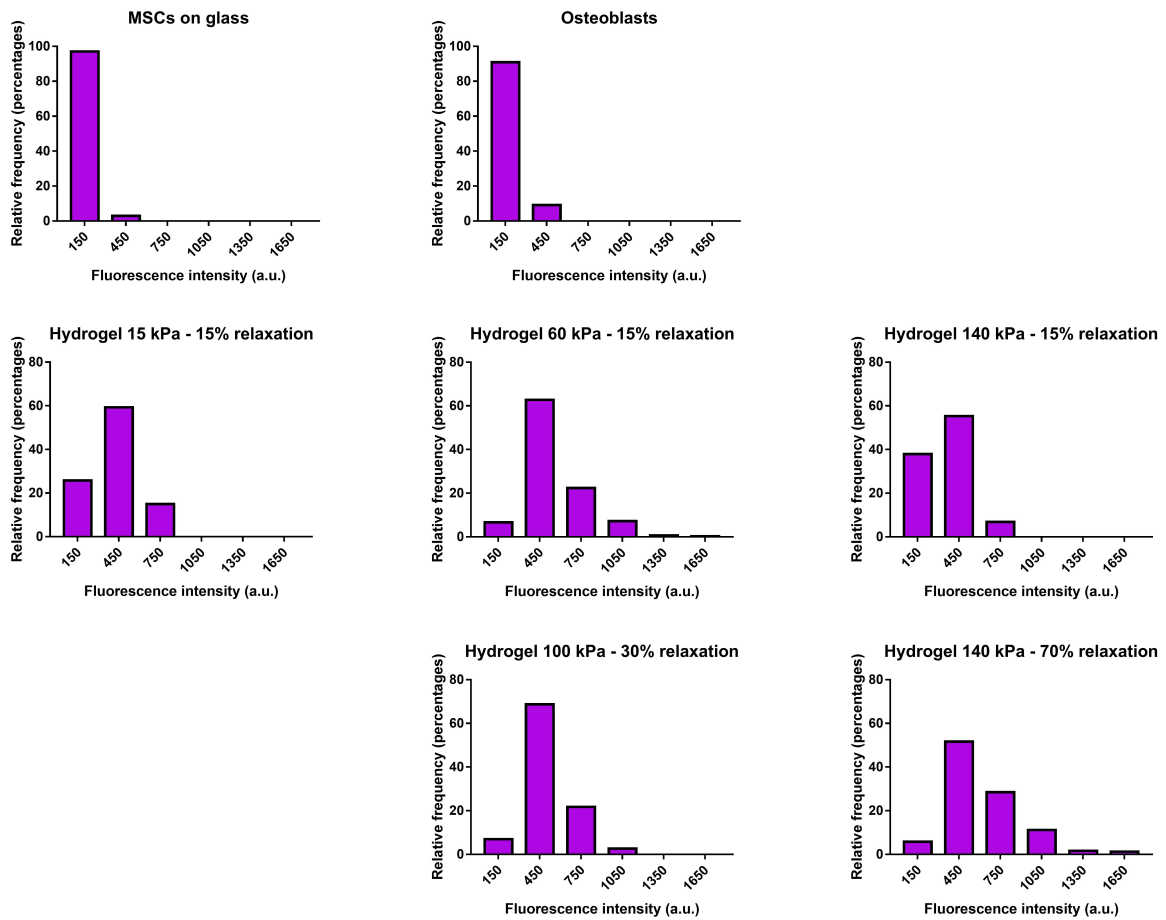 MSCs on glass
Relative frequency (percentages)
100
80
60
40
20
0
150 450 750 1050 1350 1650
Fluorescence intensity (a.u.)
Osteoblasts
Relative frequency (percentages)
100
80
60
40
20
0
150 450 750 1050 1350 1650
Fluorescence intensity (a.u.)
Hydrogel 15 kPa - 15% relaxation
Relative frequency (percentages)
80
60
40
20
0
150 450 750 1050 1350 1650
Fluorescence intensity (a.u.)
Hydrogel 60 kPa - 15% relaxation
Relative frequency (percentages)
80
60
40
20
0
150 450 750 1050 1350 1650
Fluorescence intensity (a.u.)
Hydrogel 140 kPa - 15% relaxation
Relative frequency (percentages)
80
60
40
20
0
150 450 750 1050 1350 1650
Fluorescence intensity (a.u.)
Hydrogel 100 kPa - 30% relaxation
Relative frequency (percentages)
80
60
40
20
0
150 450 750 1050 1350 1650
Fluorescence intensity (a.u.)
Hydrogel 140 kPa - 70% relaxation
Relative frequency (percentages)
80
60
40
20
0
150 450 750 1050 1350 1650
Fluorescence intensity (a.u.)